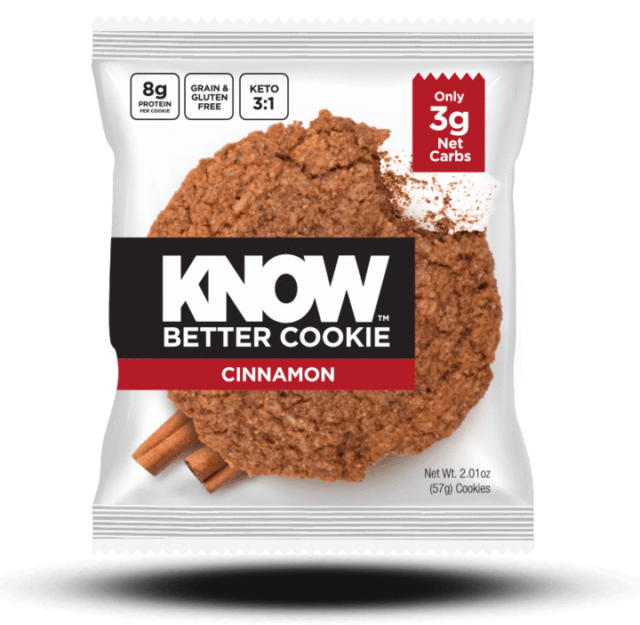 8g
PROTEIN
PER COOKIE
GRAIN &
GLUTEN
FREE
KETO
3:1
Only
3g
Net
Carbs
KNOW™
BETTER COOKIE
CINNAMON
Net Wt. 2.01oz
(57g) Cookies